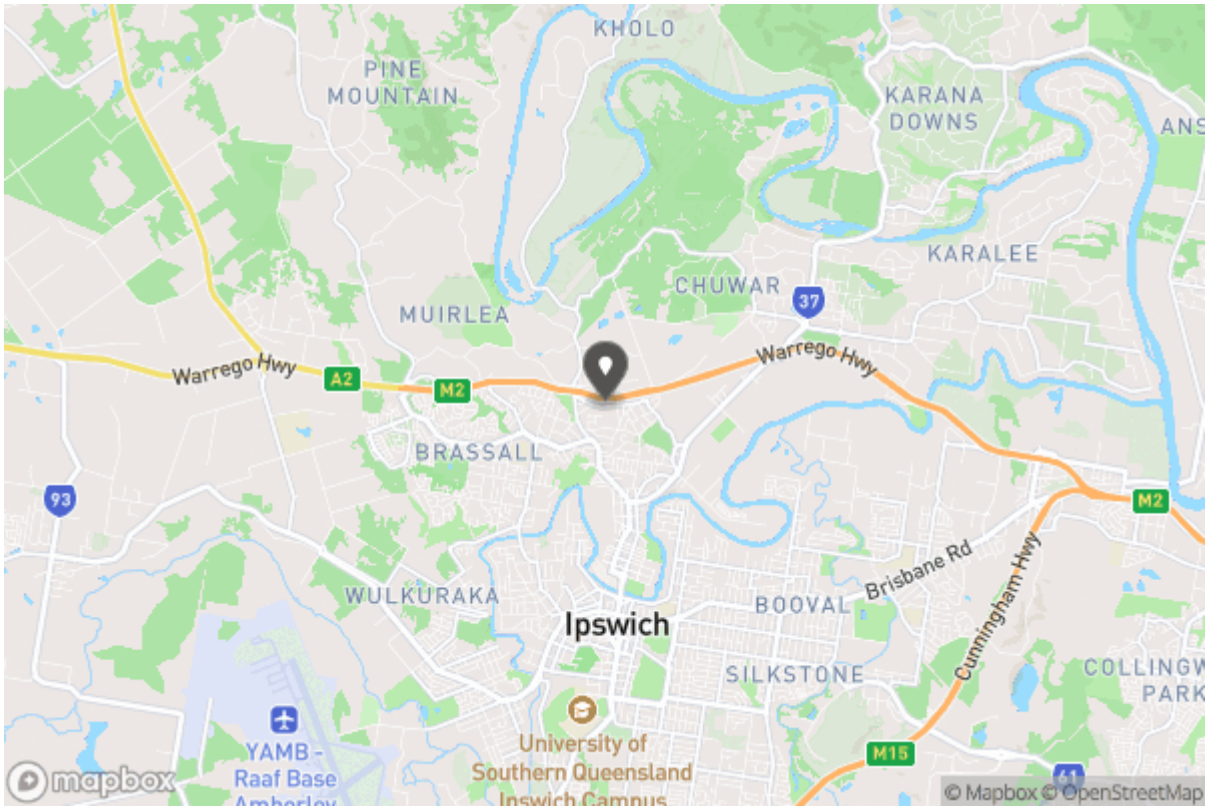 KHOLO
PINE
MOUNTAIN
KARANA
DOWNS
ANS
KARALEE
CHUWAR
37
MUIRLEA
Warrego Hwy
Warrego Hwy
A2
M2
BRASSALL
93
M2
Brisbane Rd
Cunningham Hwy
WULKURAKA
BOOVAL
Ipswich
SILKSTONE
COLLINGW
PARK
University of
Southern Queensland
Ipswich Campus
YAMB -
Raaf Base
Amberley
M15
61
mapbox
© Mapbox © OpenStreetMap